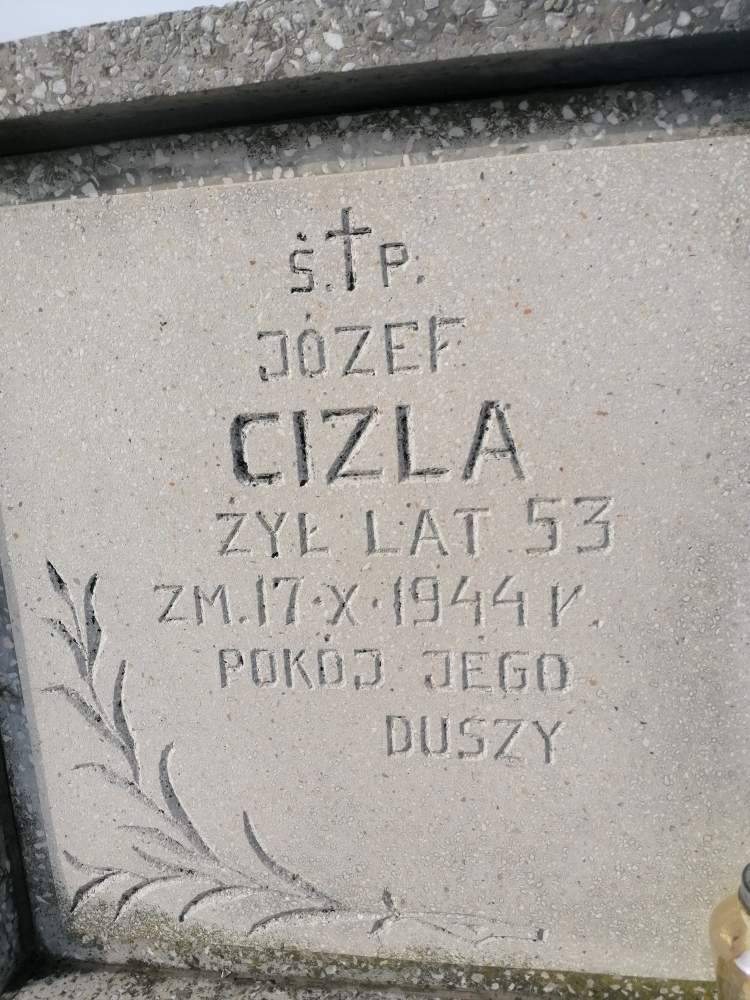 Ś.†P.
JÓZEF
CIZLA
ŻYŁ LAT 53
ZM. 17·X·1944 r.
POKÓJ JEGO
DUSZY